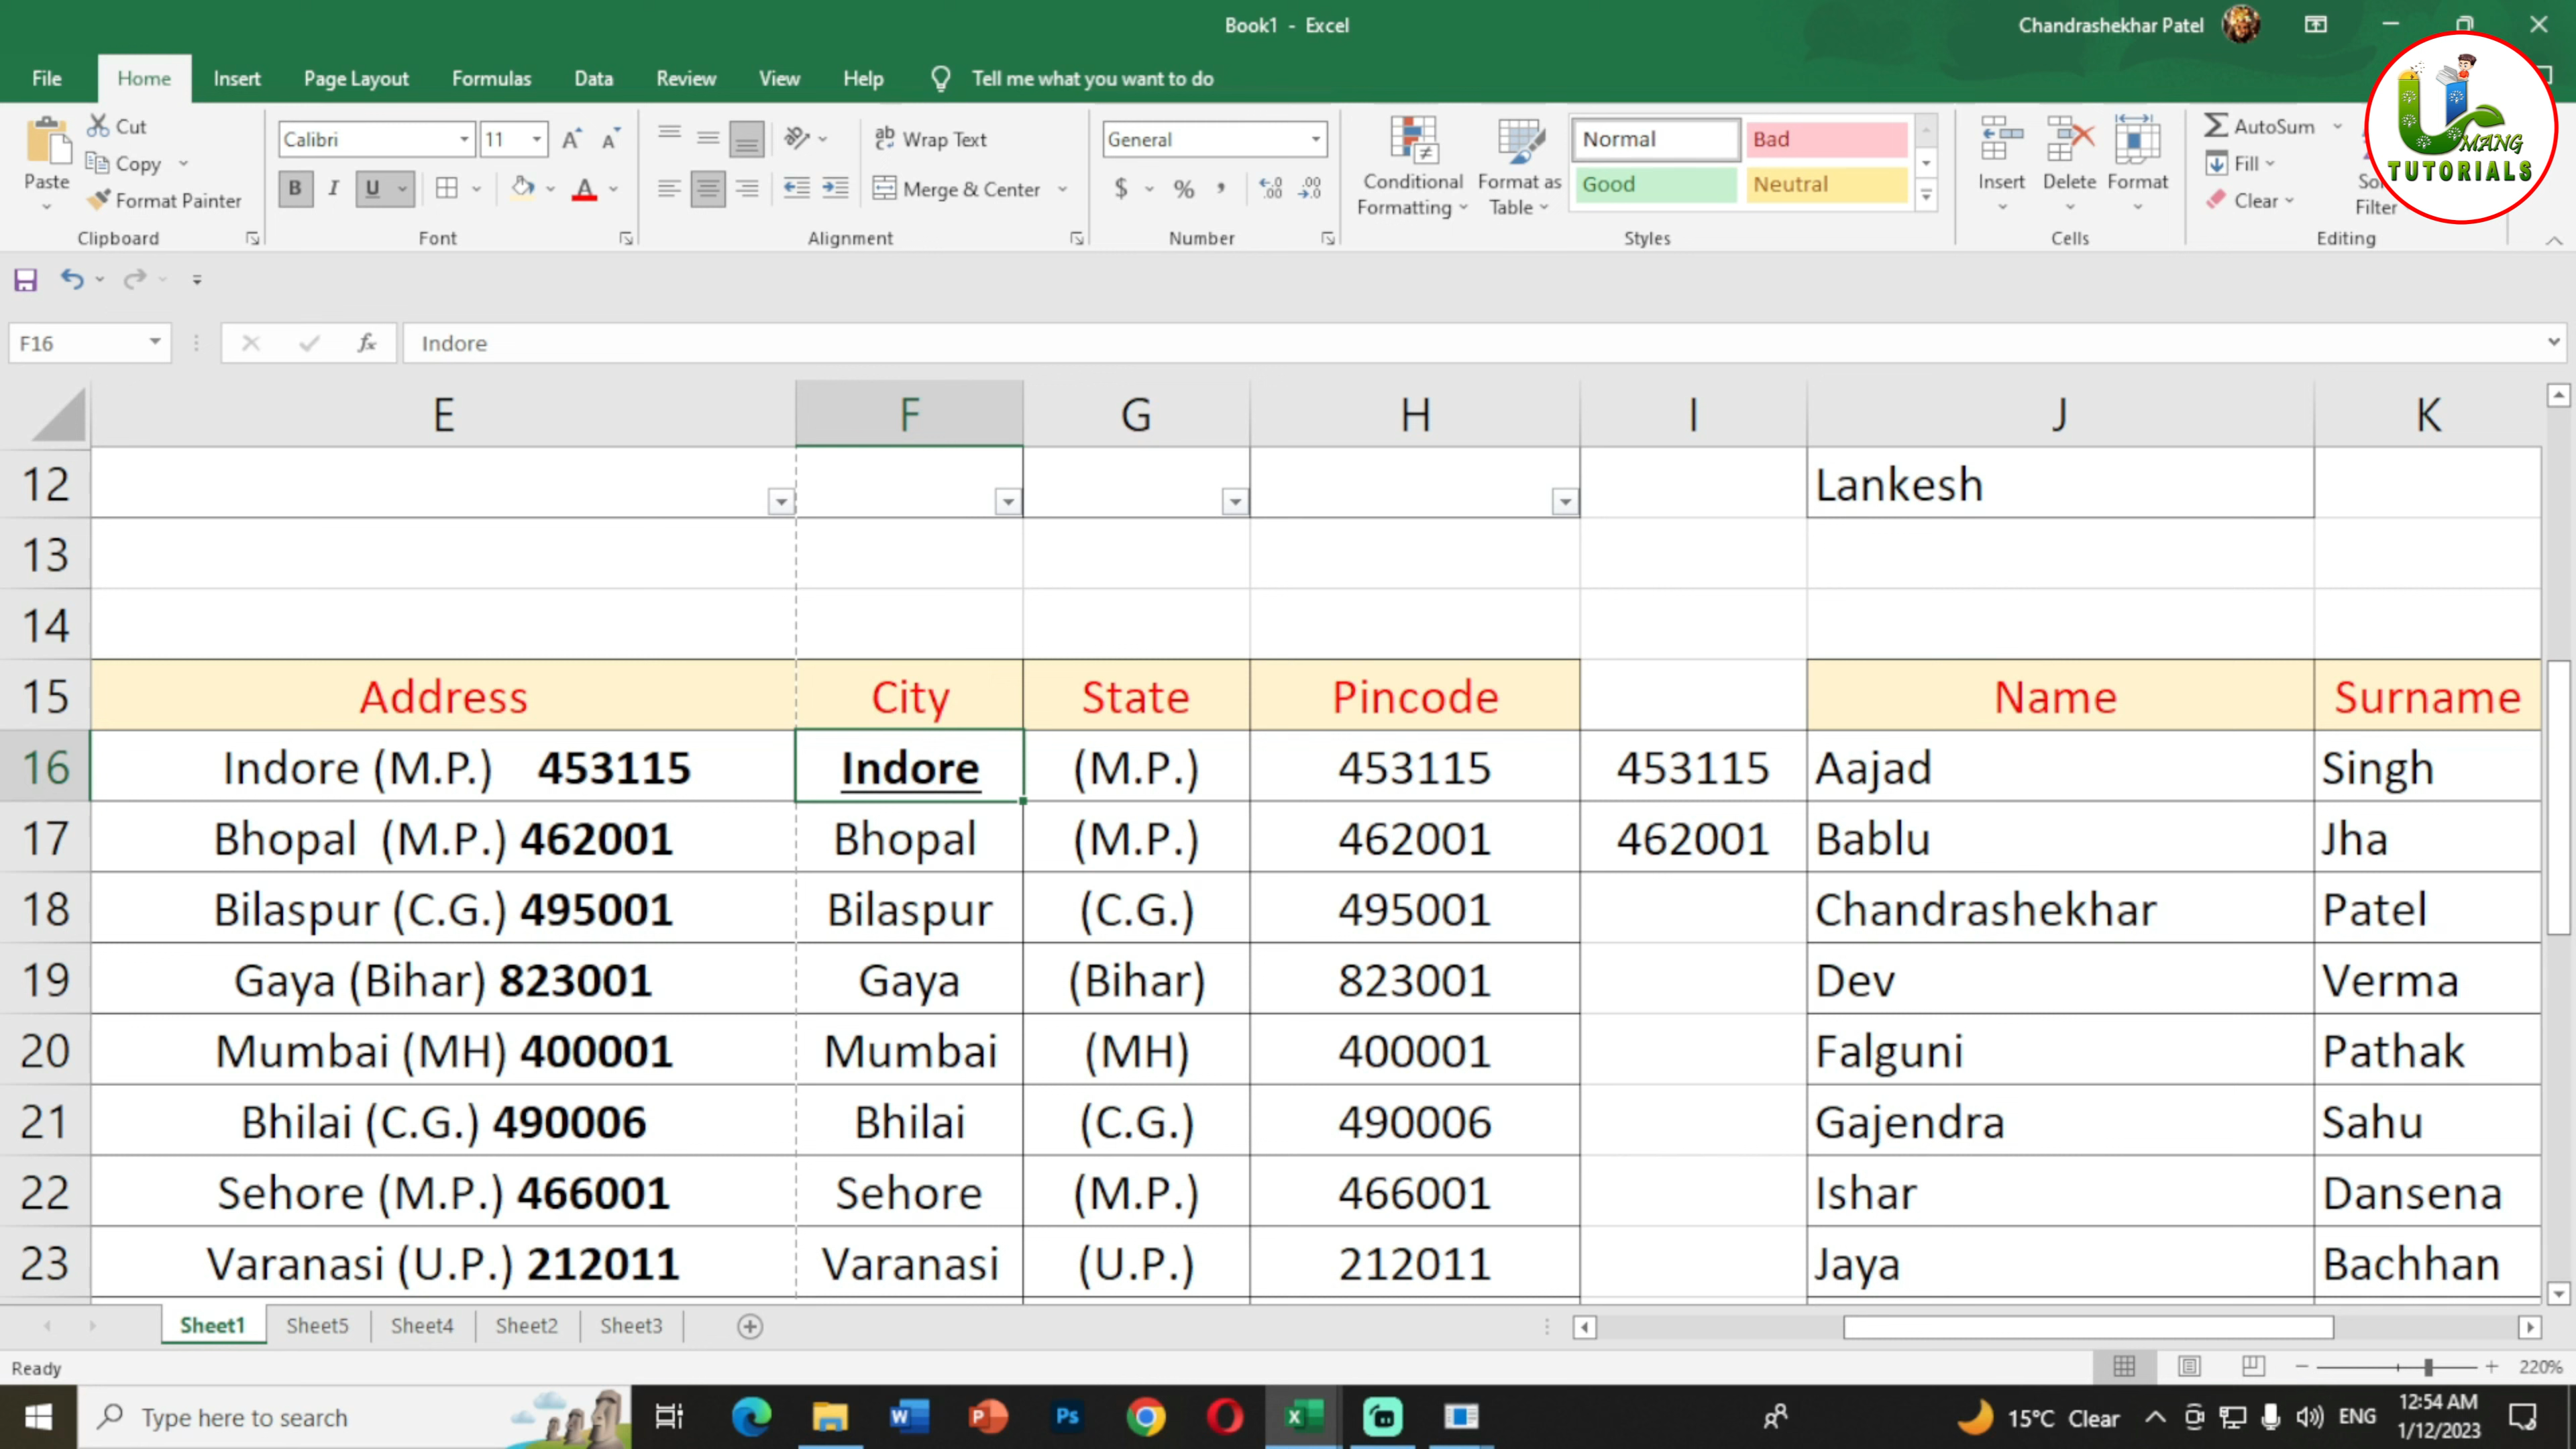 Book1 - Excel
Chandrashekhar Patel
File Home Insert Page Layout Formulas Data Review View Help Tell me what you want to do
Paste
Cut
Copy
Format Painter
Clipboard
Calibri 11
B I U
Font
Wrap Text
Merge & Center
Alignment
General
$ % ,
Number
Conditional Formatting
Format as Table
Normal Bad
Good Neutral
Styles
Insert Delete Format
Cells
AutoSum
Fill
Clear
Filter
Editing
UMANG
TUTORIALS
F16 fx Indore
E F G H I J K
12 Lankesh
13
14
15 Address City State Pincode Name Surname
16 Indore (M.P.) 453115 Indore (M.P.) 453115 453115 Aajad Singh
17 Bhopal (M.P.) 462001 Bhopal (M.P.) 462001 462001 Bablu Jha
18 Bilaspur (C.G.) 495001 Bilaspur (C.G.) 495001 Chandrashekhar Patel
19 Gaya (Bihar) 823001 Gaya (Bihar) 823001 Dev Verma
20 Mumbai (MH) 400001 Mumbai (MH) 400001 Falguni Pathak
21 Bhilai (C.G.) 490006 Bhilai (C.G.) 490006 Gajendra Sahu
22 Sehore (M.P.) 466001 Sehore (M.P.) 466001 Ishar Dansena
23 Varanasi (U.P.) 212011 Varanasi (U.P.) 212011 Jaya Bachhan
Sheet1 Sheet5 Sheet4 Sheet2 Sheet3
Ready
220%
Type here to search
15°C Clear
ENG
12:54 AM
1/12/2023